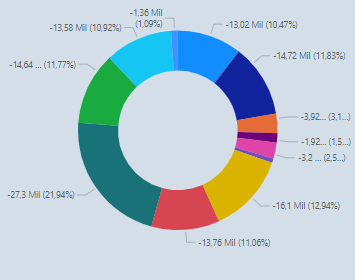 -1,36 Mil
(1,09%)
-13,58 Mil (10,92%)
-13,02 Mil (10,47%)
-14,72 Mil (11,83%)
-14,64 ... (11,77%)
-3,92... (3,1...)
-1,92... (1,5...)
-3,2 ... (2,5...)
-27,3 Mil (21,94%)
-16,1 Mil (12,94%)
-13,76 Mil (11,06%)